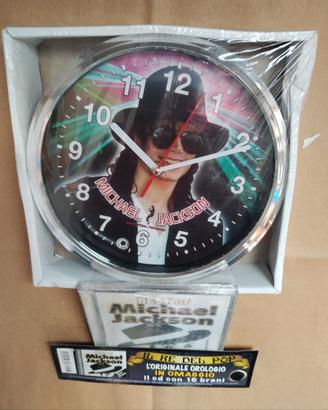 12
11
1
10
2
9
3
8
4
7
5
6
MICHAEL JACKSON
Michael
Jackson
IL RE DEL POP
L'ORIGINALE OROLOGIO
IN OMAGGIO
il cd con 16 brani
Michael
Jackson